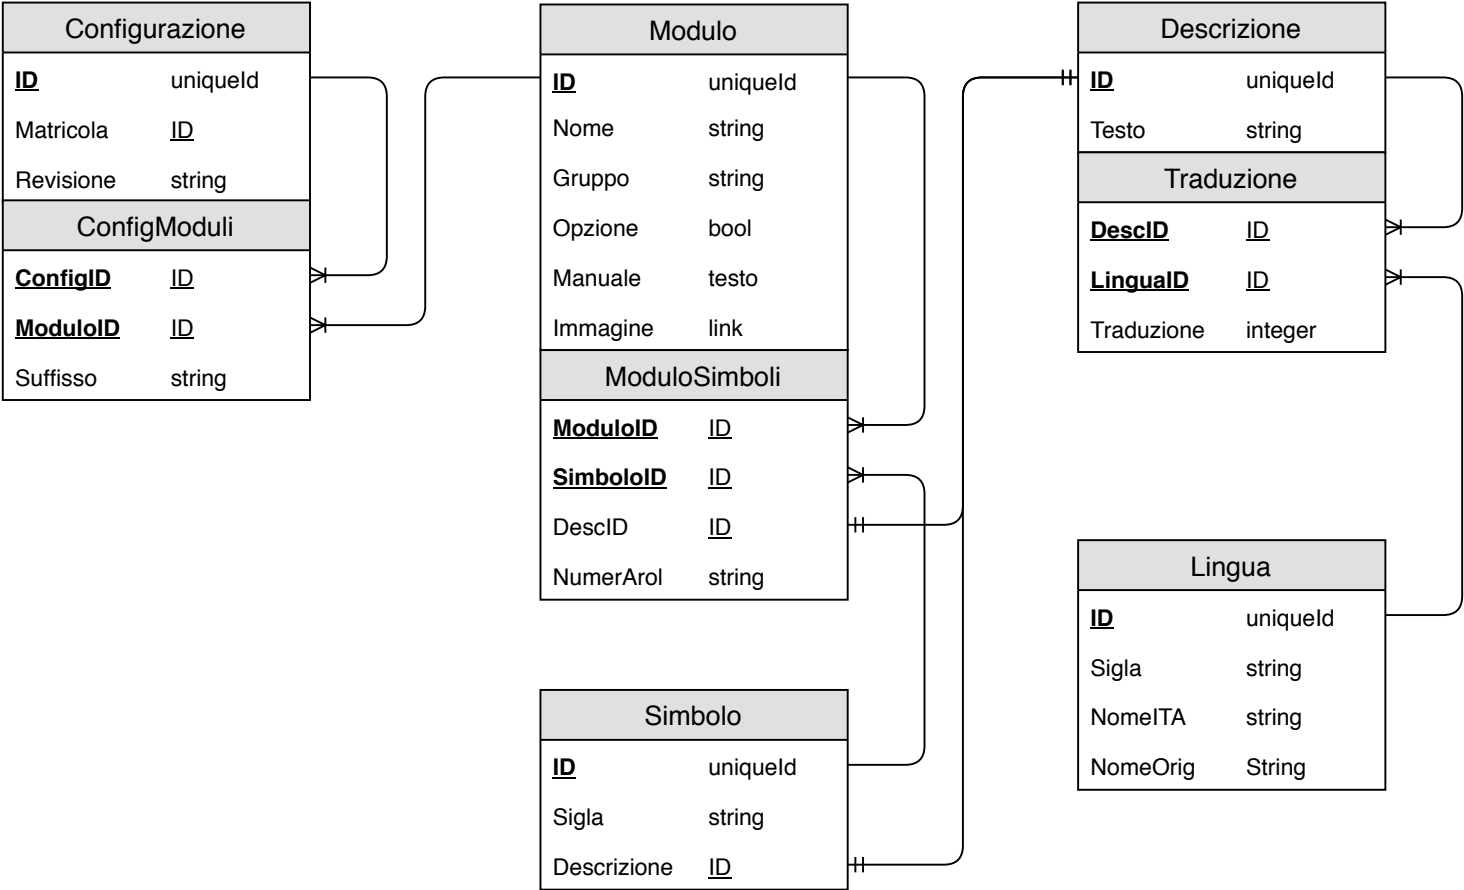 Configurazione
ID uniqueId
Matricola ID
Revisione string
ConfigModuli
ConfigID ID
ModuloID ID
Suffisso string
Modulo
ID uniqueId
Nome string
Gruppo string
Opzione bool
Manuale testo
Immagine link
ModuloSimboli
ModuloID ID
SimboloID ID
DescID ID
NumerArol string
Simbolo
ID uniqueId
Sigla string
Descrizione ID
Descrizione
ID uniqueId
Testo string
Traduzione
DescID ID
LinguaID ID
Traduzione integer
Lingua
ID uniqueId
Sigla string
NomeITA string
NomeOrig String